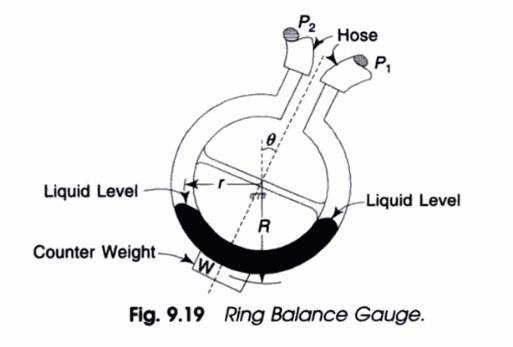 P2
Hose
P1
θ
r
Liquid Level
Liquid Level
R
Counter Weight
W
Fig. 9.19 Ring Balance Gauge.